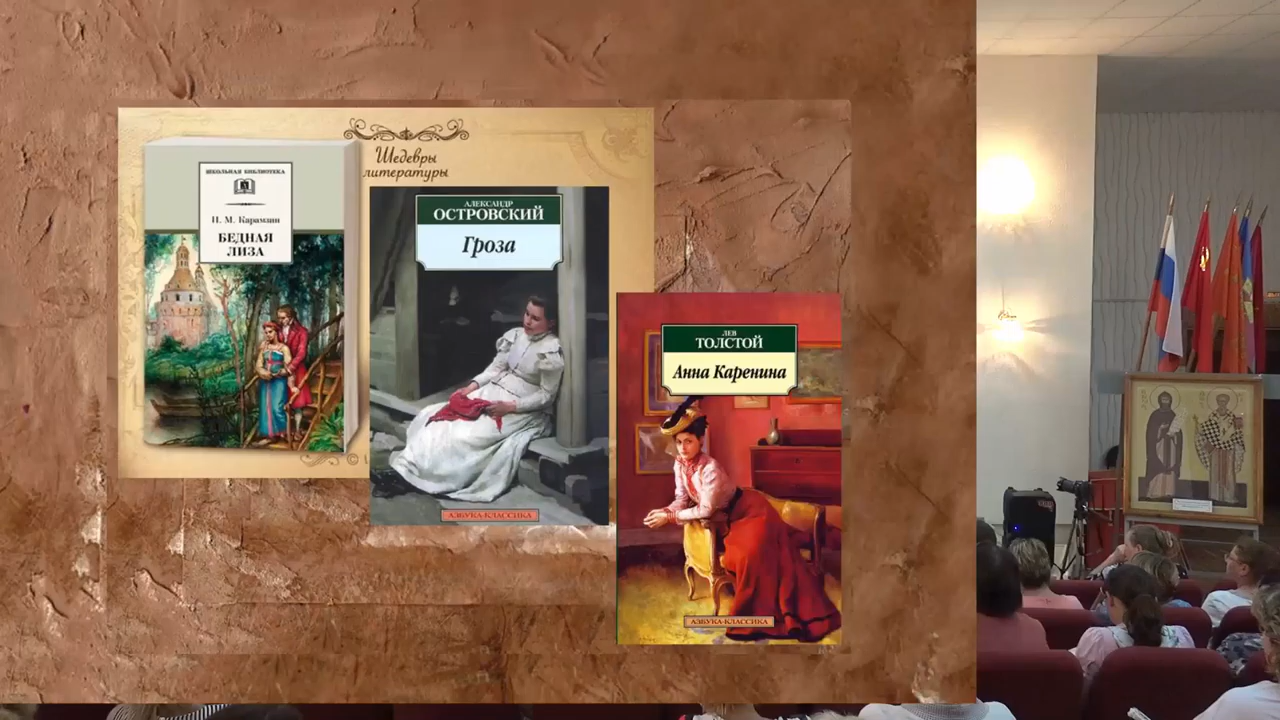 Шедевры
литературы
ШКОЛЬНАЯ БИБЛИОТЕКА
Н. М. Карамзин
БЕДНАЯ
ЛИЗА
АЛЕКСАНДР
ОСТРОВСКИЙ
Гроза
АЗБУКА-КЛАССИКА
ЛЕВ
ТОЛСТОЙ
Анна Каренина
АЗБУКА-КЛАССИКА